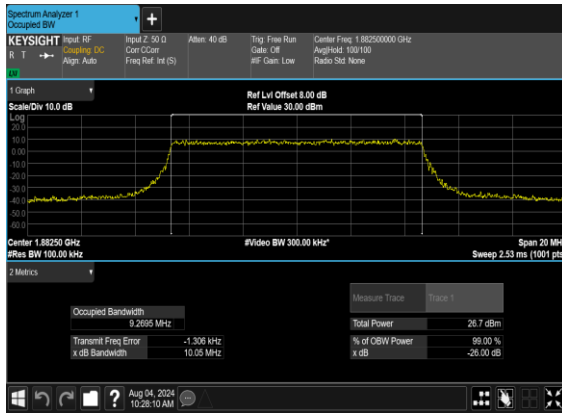 Spectrum Analyzer 1
Occupied BW
KEYSIGHT Input: RF Input Z: 50 Ω Atten: 40 dB Trig: Free Run Center Freq: 1.882500000 GHz
R T Coupling: DC Corr CCorr Gate: Off Avg|Hold: 100/100
Align: Auto Freq Ref: Int (S) #IF Gain: Low Radio Std: None
LXI
1 Graph
Scale/Div 10.0 dB Ref Lvl Offset 8.00 dB
Ref Value 30.00 dBm
Log
20.0
10.0
0.00
-10.0
-20.0
-30.0
-40.0
-50.0
-60.0
Center 1.88250 GHz #Video BW 300.00 kHz* Span 20 MH
#Res BW 100.00 kHz Sweep 2.53 ms (1001 pts
2 Metrics
Measure Trace Trace 1
Occupied Bandwidth
9.2695 MHz Total Power 26.7 dBm
Transmit Freq Error -1.306 kHz % of OBW Power 99.00 %
x dB Bandwidth 10.05 MHz x dB -26.00 dB
Aug 04, 2024
10:28:10 AM